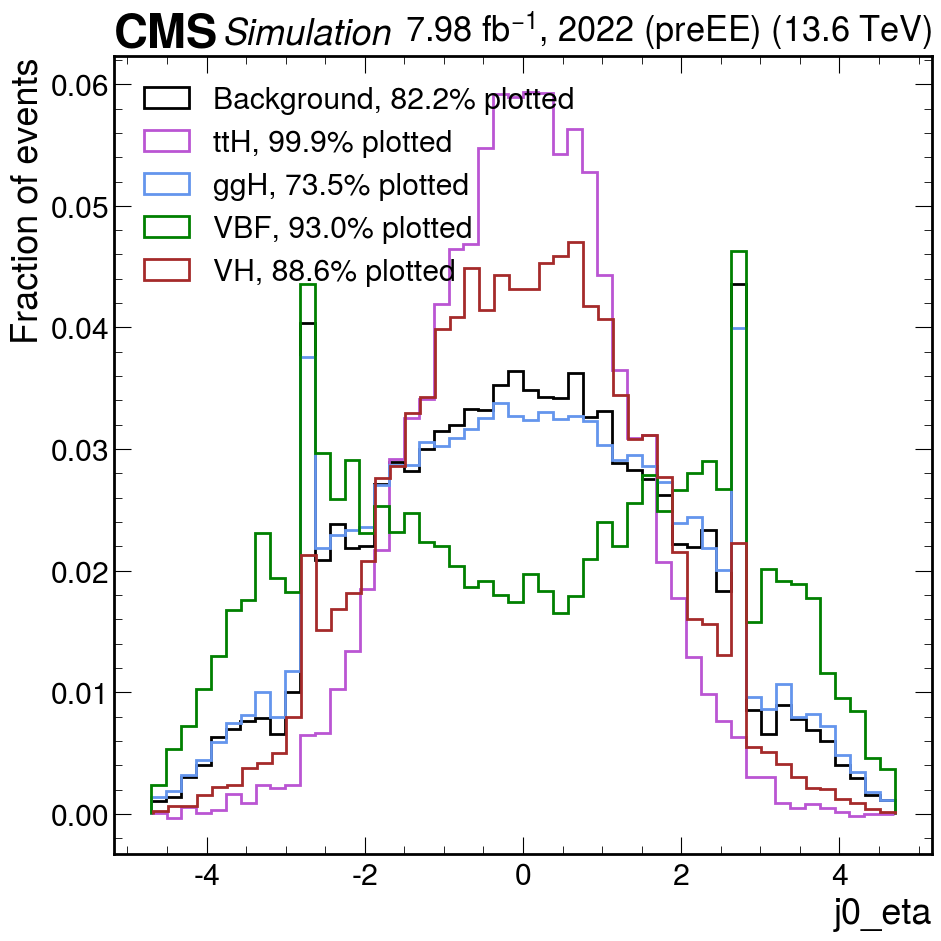 CMS Simulation 7.98 fb⁻¹, 2022 (preEE) (13.6 TeV)
Fraction of events
0.06
0.05
0.04
0.03
0.02
0.01
0.00
Background, 82.2% plotted
ttH, 99.9% plotted
ggH, 73.5% plotted
VBF, 93.0% plotted
VH, 88.6% plotted
-4 -2 0 2 4
j0_eta